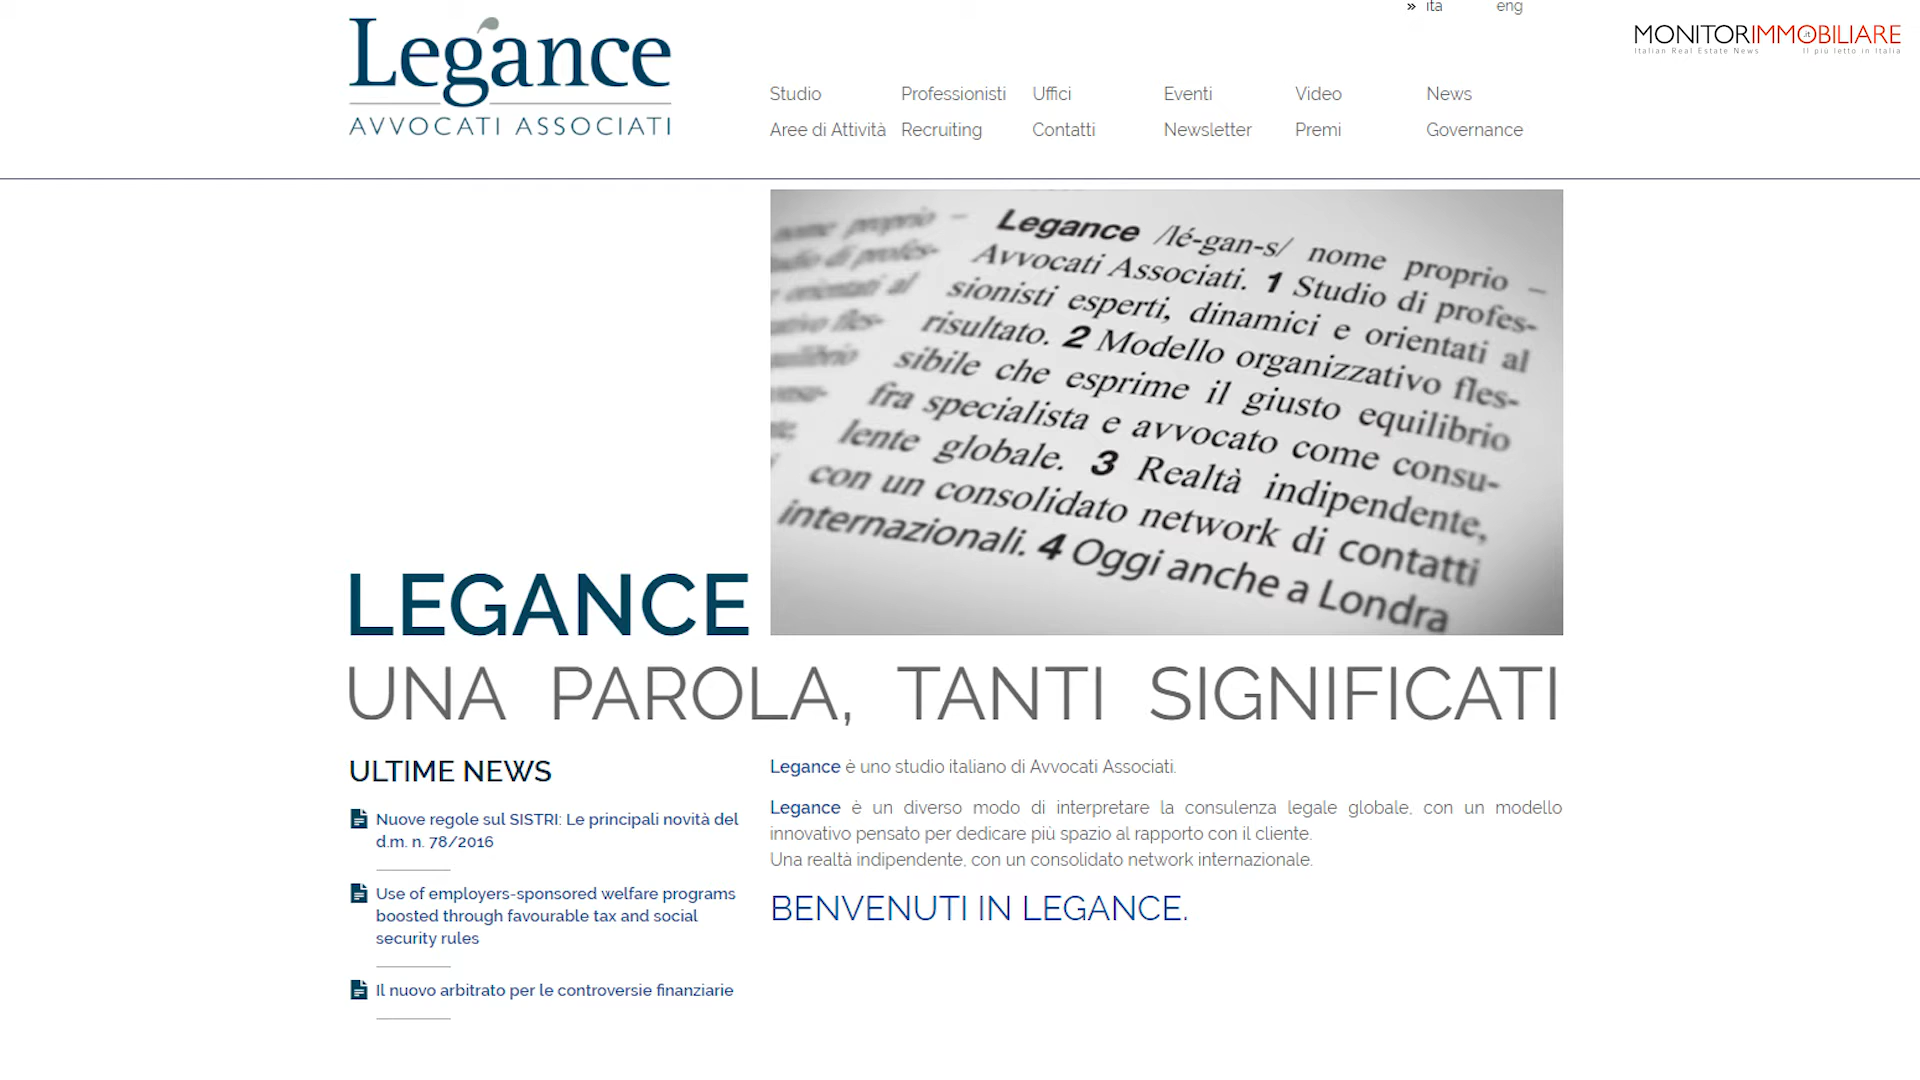 » ita eng
MONITORIMMOBILIARE
Italian Real Estate News Il più letto in Italia
Legance
AVVOCATI ASSOCIATI
Studio Professionisti Uffici Eventi Video News
Aree di Attività Recruiting Contatti Newsletter Premi Governance
Legance /lé-gan-s/ nome proprio –
Avvocati Associati. 1 Studio di profes-
sionisti esperti, dinamici e orientati al
risultato. 2 Modello organizzativo fles-
sibile che esprime il giusto equilibrio
fra specialista e avvocato come consu-
lente globale. 3 Realtà indipendente,
con un consolidato network di contatti
internazionali. 4 Oggi anche a Londra
LEGANCE
UNA PAROLA, TANTI SIGNIFICATI
ULTIME NEWS
Nuove regole sul SISTRI: Le principali novità del
d.m. n. 78/2016
Use of employers-sponsored welfare programs
boosted through favourable tax and social
security rules
Il nuovo arbitrato per le controversie finanziarie
Legance è uno studio italiano di Avvocati Associati.
Legance è un diverso modo di interpretare la consulenza legale globale, con un modello
innovativo pensato per dedicare più spazio al rapporto con il cliente.
Una realtà indipendente, con un consolidato network internazionale.
BENVENUTI IN LEGANCE.